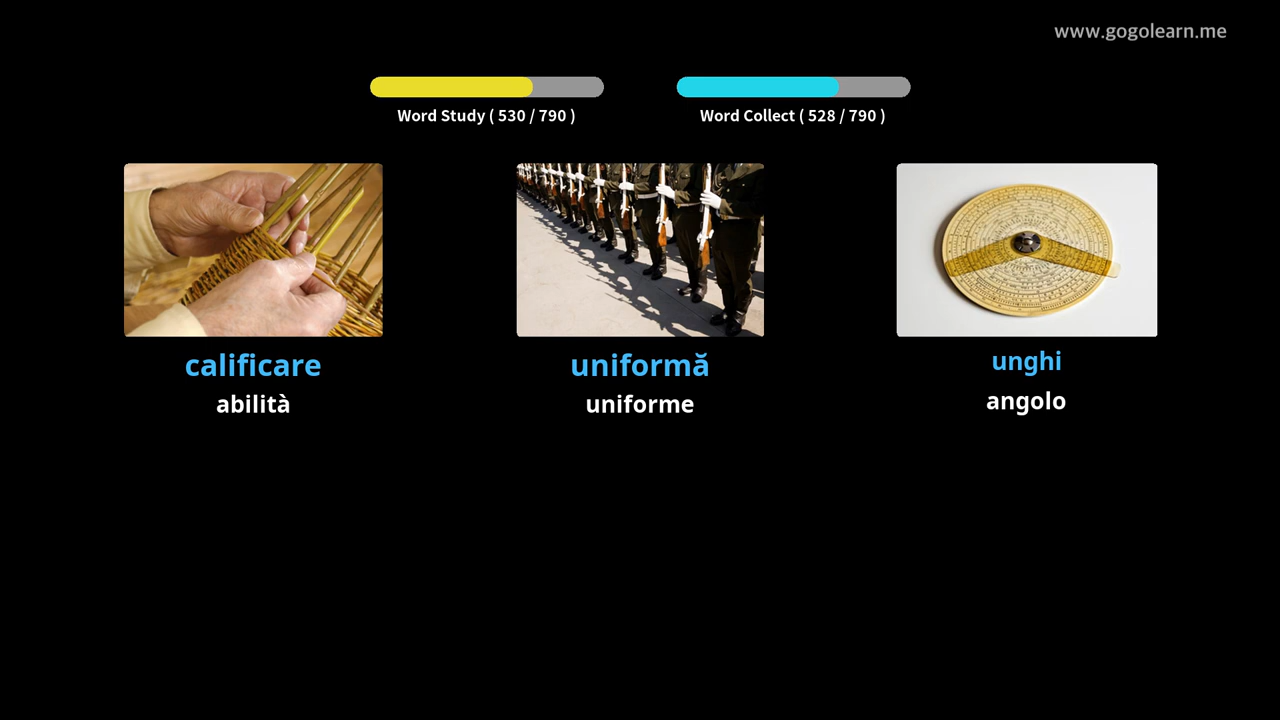 www.gogolearn.me
Word Study ( 530 / 790 )
Word Collect ( 528 / 790 )
calificare
abilità
uniformă
uniforme
unghi
angolo